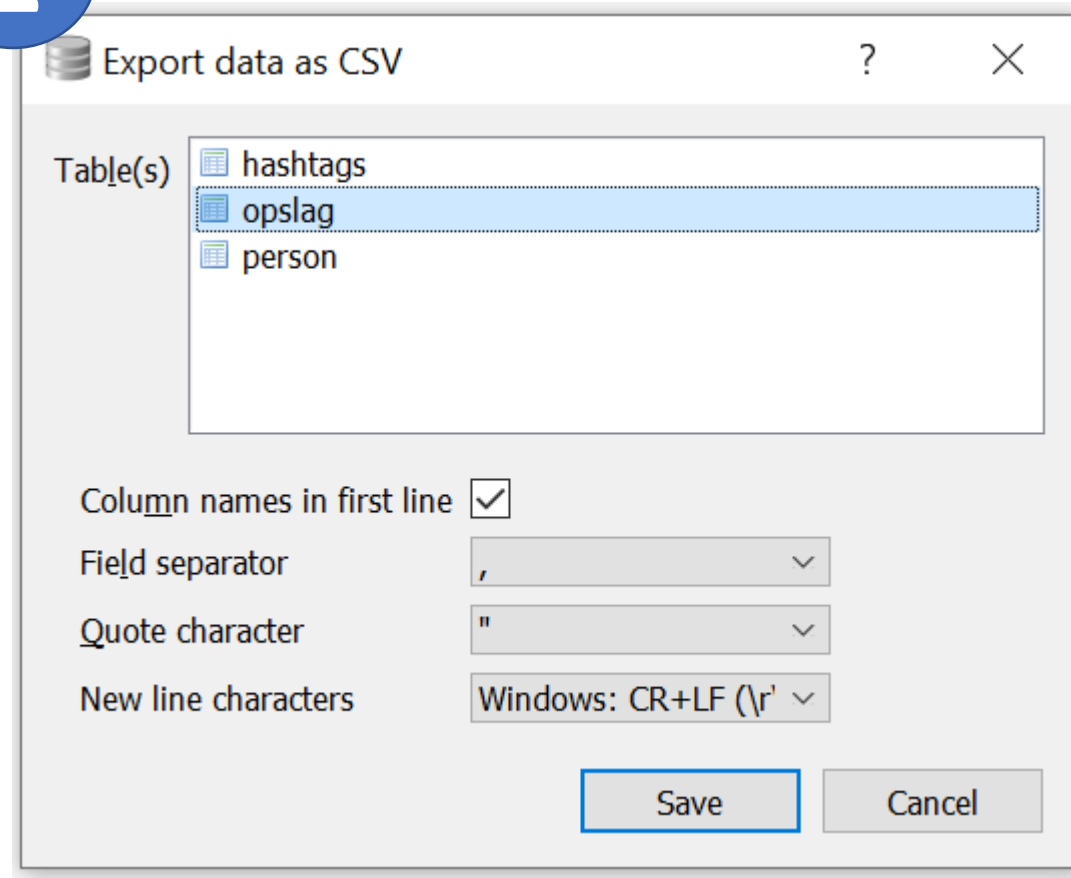 Export data as CSV ?
Table(s)
hashtags
opslag
person
Column names in first line
Field separator ,
Quote character "
New line characters Windows: CR+LF (\r'
Save Cancel